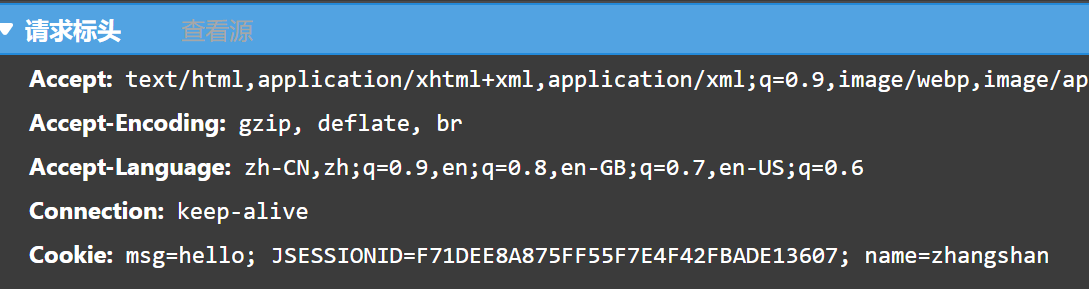 请求标头 查看源
Accept: text/html,application/xhtml+xml,application/xml;q=0.9,image/webp,image/ap
Accept-Encoding: gzip, deflate, br
Accept-Language: zh-CN,zh;q=0.9,en;q=0.8,en-GB;q=0.7,en-US;q=0.6
Connection: keep-alive
Cookie: msg=hello; JSESSIONID=F71DEE8A875FF55F7E4F42FBADE13607; name=zhangshan